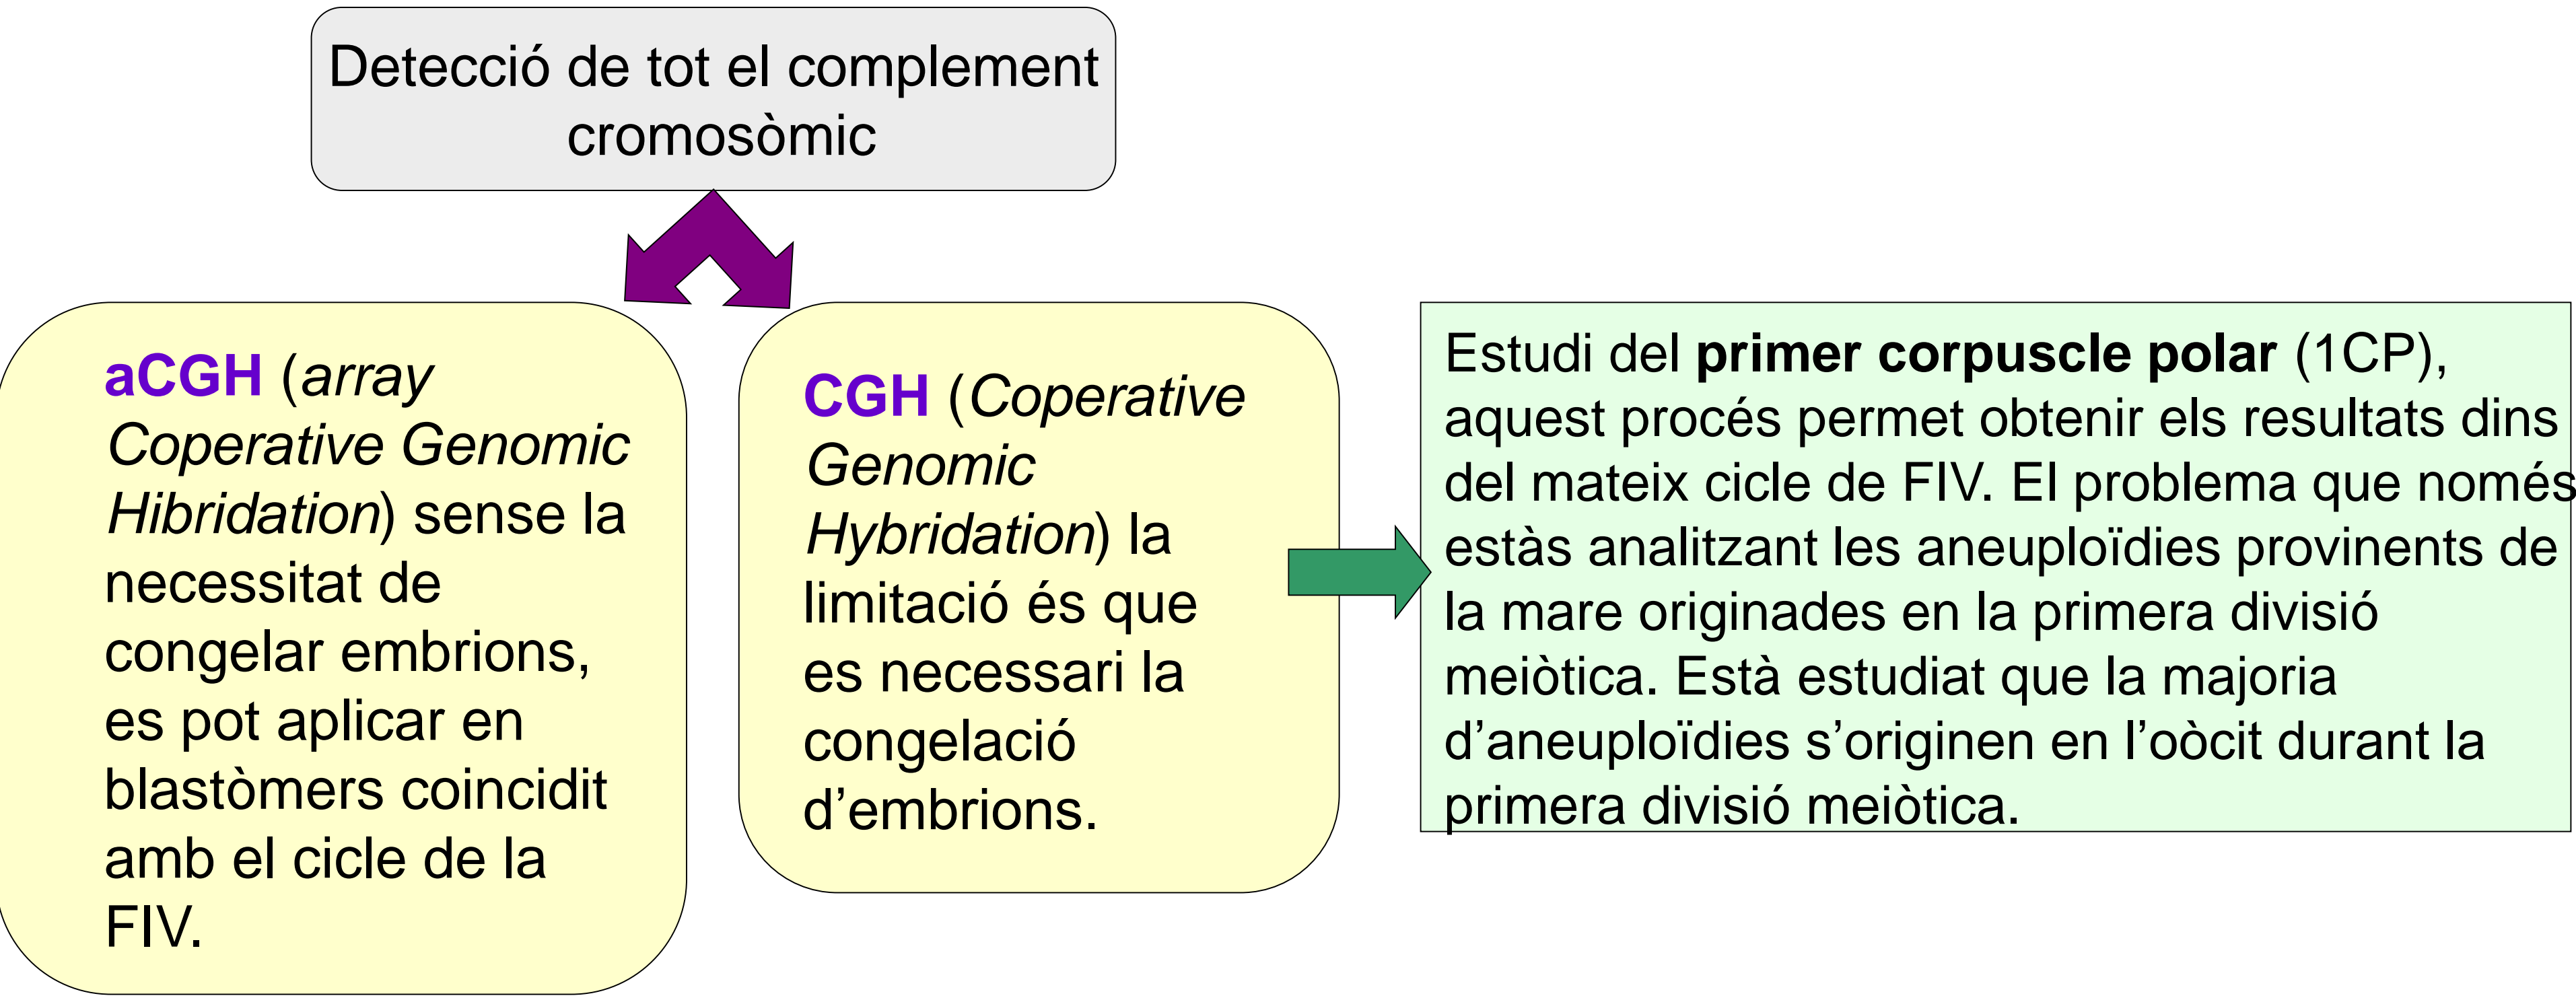 Detecció de tot el complement
cromosòmic
aCGH (array
Coperative Genomic
Hibridation) sense la
necessitat de
congelar embrions,
es pot aplicar en
blastòmers coincidit
amb el cicle de la
FIV.
CGH (Coperative
Genomic
Hybridation) la
limitació és que
es necessari la
congelació
d’embrions.
Estudi del primer corpuscle polar (1CP),
aquest procés permet obtenir els resultats dins
del mateix cicle de FIV. El problema que només
estàs analitzant les aneuploïdies provinents de
la mare originades en la primera divisió
meiòtica. Està estudiat que la majoria
d’aneuploïdies s’originen en l’oòcit durant la
primera divisió meiòtica.